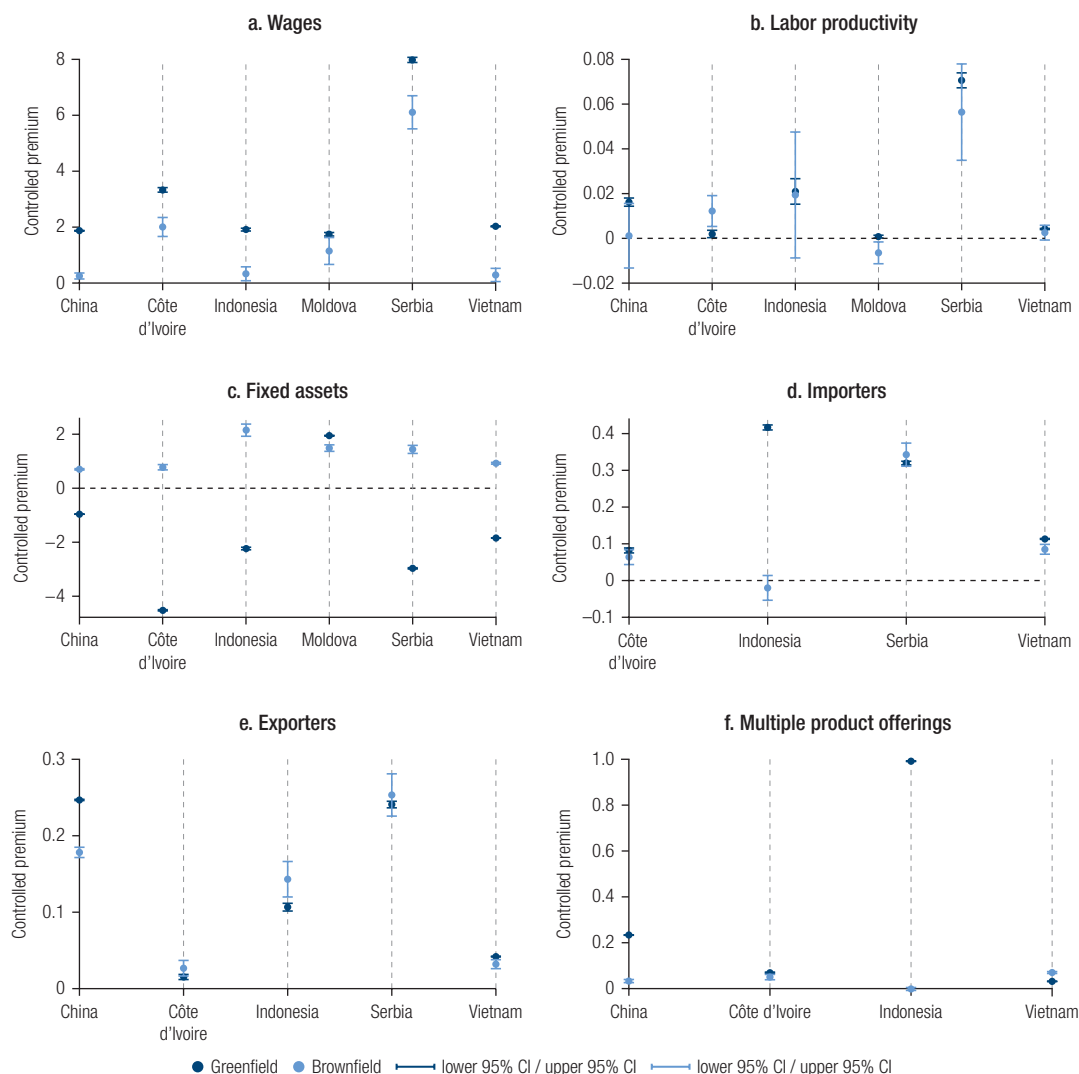 a. Wages
Controlled premium
8
6
4
2
0
China
Côte
d'Ivoire
Indonesia
Moldova
Serbia
Vietnam
b. Labor productivity
Controlled premium
0.08
0.06
0.04
0.02
0
−0.02
China
Côte
d'Ivoire
Indonesia
Moldova
Serbia
Vietnam
c. Fixed assets
Controlled premium
2
0
−2
−4
China
Côte
d'Ivoire
Indonesia
Moldova
Serbia
Vietnam
d. Importers
Controlled premium
0.4
0.3
0.2
0.1
0
−0.1
Côte
d'Ivoire
Indonesia
Serbia
Vietnam
e. Exporters
Controlled premium
0.3
0.2
0.1
0
China
Côte
d'Ivoire
Indonesia
Serbia
Vietnam
f. Multiple product offerings
Controlled premium
1.0
0.8
0.6
0.4
0.2
0
China
Côte d'Ivoire
Indonesia
Vietnam
Greenfield Brownfield lower 95% CI / upper 95% CI lower 95% CI / upper 95% CI